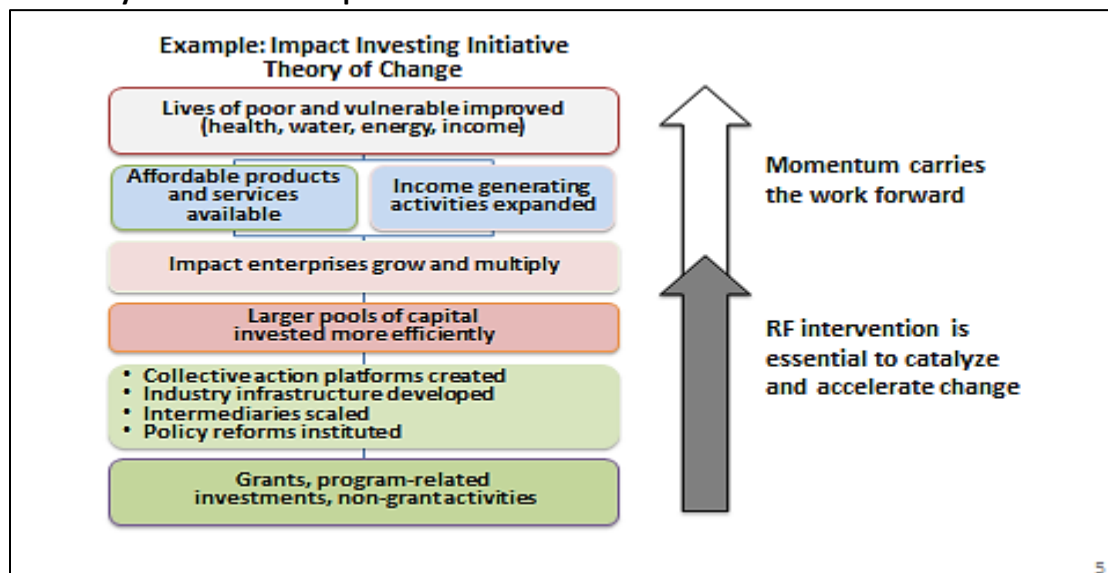 Example: Impact Investing Initiative
Theory of Change
Lives of poor and vulnerable improved
(health, water, energy, income)
Affordable products
and services
available
Income generating
activities expanded
Impact enterprises grow and multiply
Larger pools of capital
invested more efficiently
• Collective action platforms created
• Industry infrastructure developed
• Intermediaries scaled
• Policy reforms instituted
Grants, program-related
investments, non-grant activities
Momentum carries
the work forward
RF intervention is
essential to catalyze
and accelerate change
5